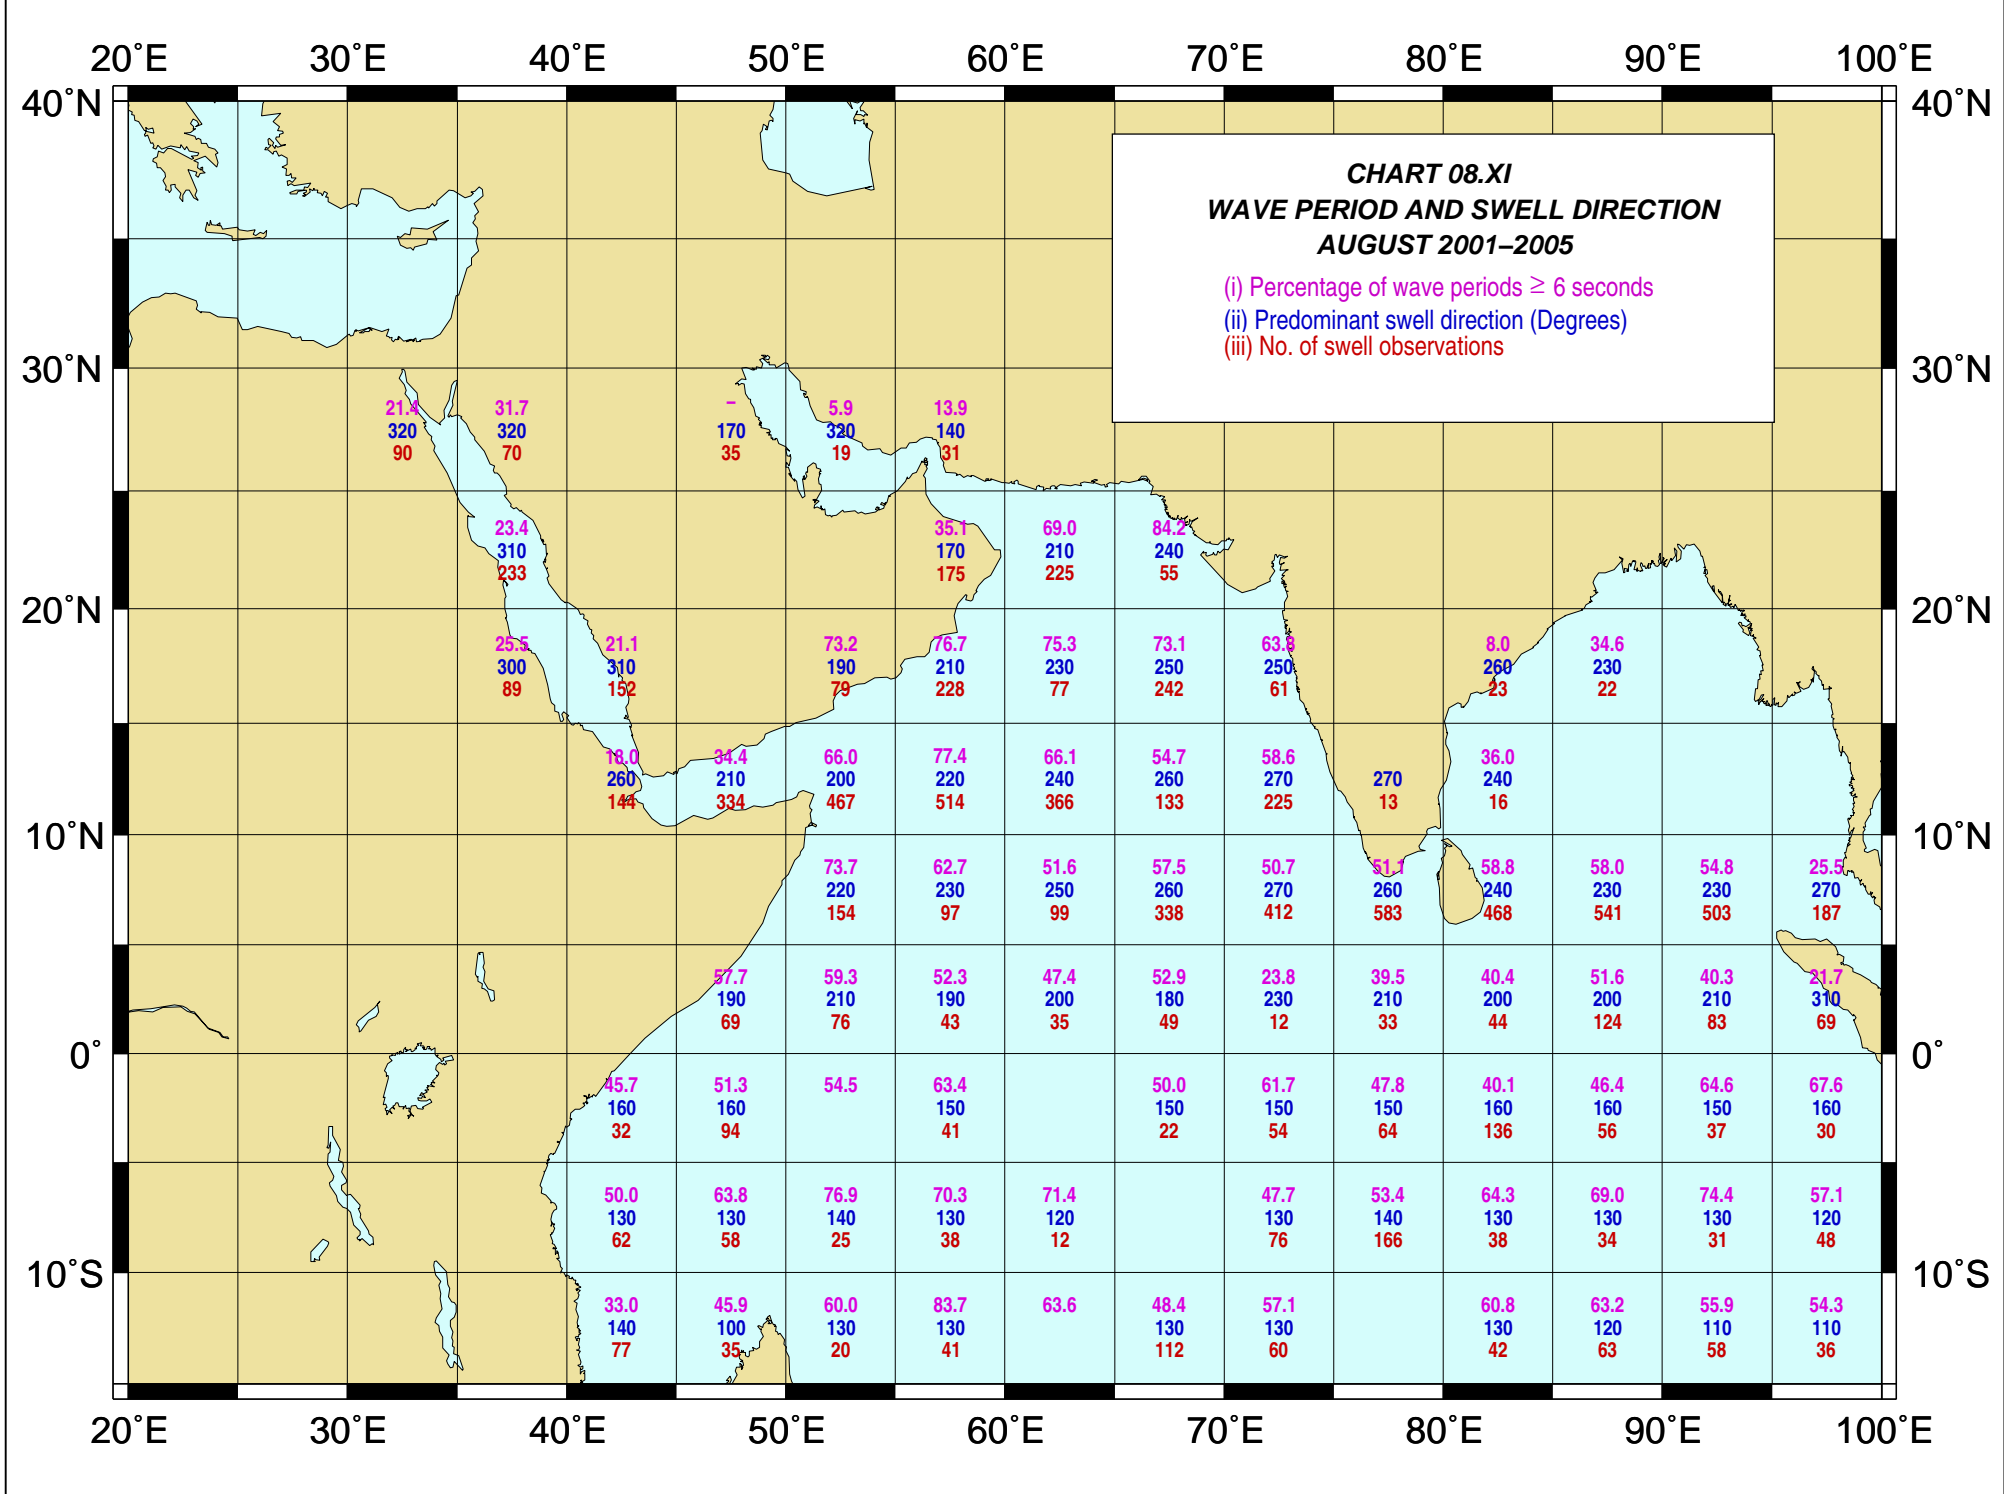 20°E 30°E 40°E 50°E 60°E 70°E 80°E 90°E 100°E
40°N 40°N
CHART 08.XI
WAVE PERIOD AND SWELL DIRECTION
AUGUST 2001–2005
(i) Percentage of wave periods ≥ 6 seconds
(ii) Predominant swell direction (Degrees)
(iii) No. of swell observations
30°N 30°N
21.4 31.7 – 5.9 13.9
320 320 170 320 140
90 70 35 19 31
23.4 35.1 69.0 84.2
310 170 210 240
233 175 225 55
20°N 20°N
25.5 21.1 73.2 76.7 75.3 73.1 63.8 8.0 34.6
300 310 190 210 230 250 250 260 230
89 152 79 228 77 242 61 23 22
18.0 34.4 66.0 77.4 66.1 54.7 58.6 36.0
260 210 200 220 240 260 270 270 240
144 334 467 514 366 133 225 13 16
10°N 10°N
73.7 62.7 51.6 57.5 50.7 51.1 58.8 58.0 54.8 25.5
220 230 250 260 270 260 240 230 230 270
154 97 99 338 412 583 468 541 503 187
57.7 59.3 52.3 47.4 52.9 23.8 39.5 40.4 51.6 40.3 21.7
190 210 190 200 180 230 210 200 200 210 310
69 76 43 35 49 12 33 44 124 83 69
0° 0°
45.7 51.3 54.5 63.4 50.0 61.7 47.8 40.1 46.4 64.6 67.6
160 160 150 150 150 150 160 160 150 160
32 94 41 22 54 64 136 56 37 30
50.0 63.8 76.9 70.3 71.4 47.7 53.4 64.3 69.0 74.4 57.1
130 130 140 130 120 130 140 130 130 130 120
62 58 25 38 12 76 166 38 34 31 48
10°S 10°S
33.0 45.9 60.0 83.7 63.6 48.4 57.1 60.8 63.2 55.9 54.3
140 100 130 130 130 130 130 120 110 110
77 35 20 41 112 60 42 63 58 36
20°E 30°E 40°E 50°E 60°E 70°E 80°E 90°E 100°E